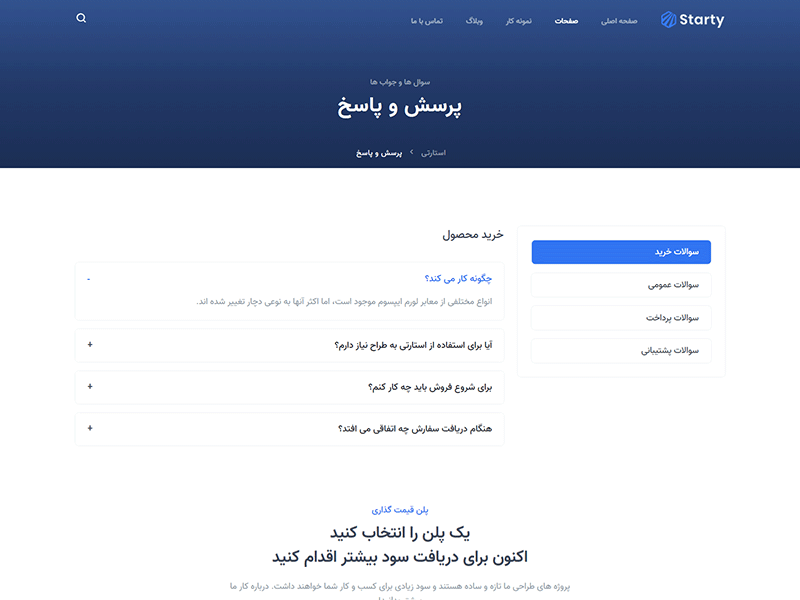 Starty
صفحه اصلی
صفحات
نمونه کار
وبلاگ
تماس با ما
سوال ها و جواب ها
پرسش و پاسخ
استارتی > پرسش و پاسخ
سوالات خرید
سوالات عمومی
سوالات پرداخت
سوالات پشتیبانی
خرید محصول
چگونه کار می کند؟ -
انواع مختلفی از معابر لورم ایپسوم موجود است، اما اکثر آنها به نوعی دچار تغییر شده اند.
آیا برای استفاده از استارتی به طراح نیاز دارم؟ +
برای شروع فروش باید چه کار کنم؟ +
هنگام دریافت سفارش چه اتفاقی می افتد؟ +
پلن قیمت گذاری
یک پلن را انتخاب کنید
اکنون برای دریافت سود بیشتر اقدام کنید
پروژه های طراحی ما تازه و ساده هستند و سود زیادی برای کسب و کار شما خواهند داشت. درباره کار ما